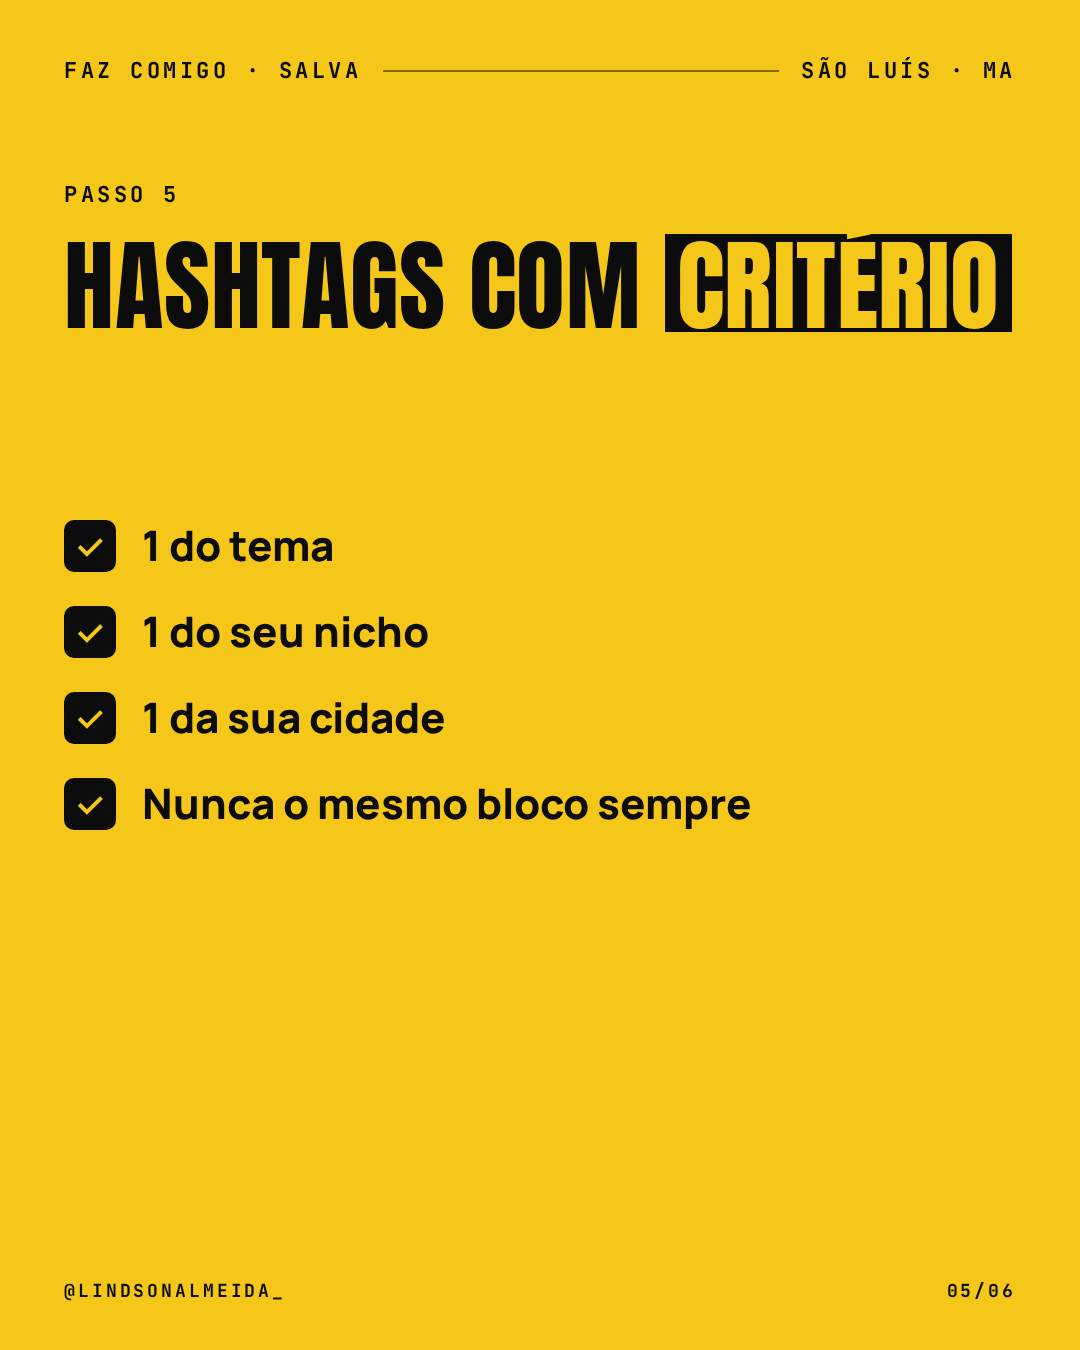 FAZ COMIGO · SALVA
SÃO LUÍS · MA
PASSO 5
HASHTAGS COM CRITÉRIO
1 do tema
1 do seu nicho
1 da sua cidade
Nunca o mesmo bloco sempre
@LINDSONALMEIDA_
05/06